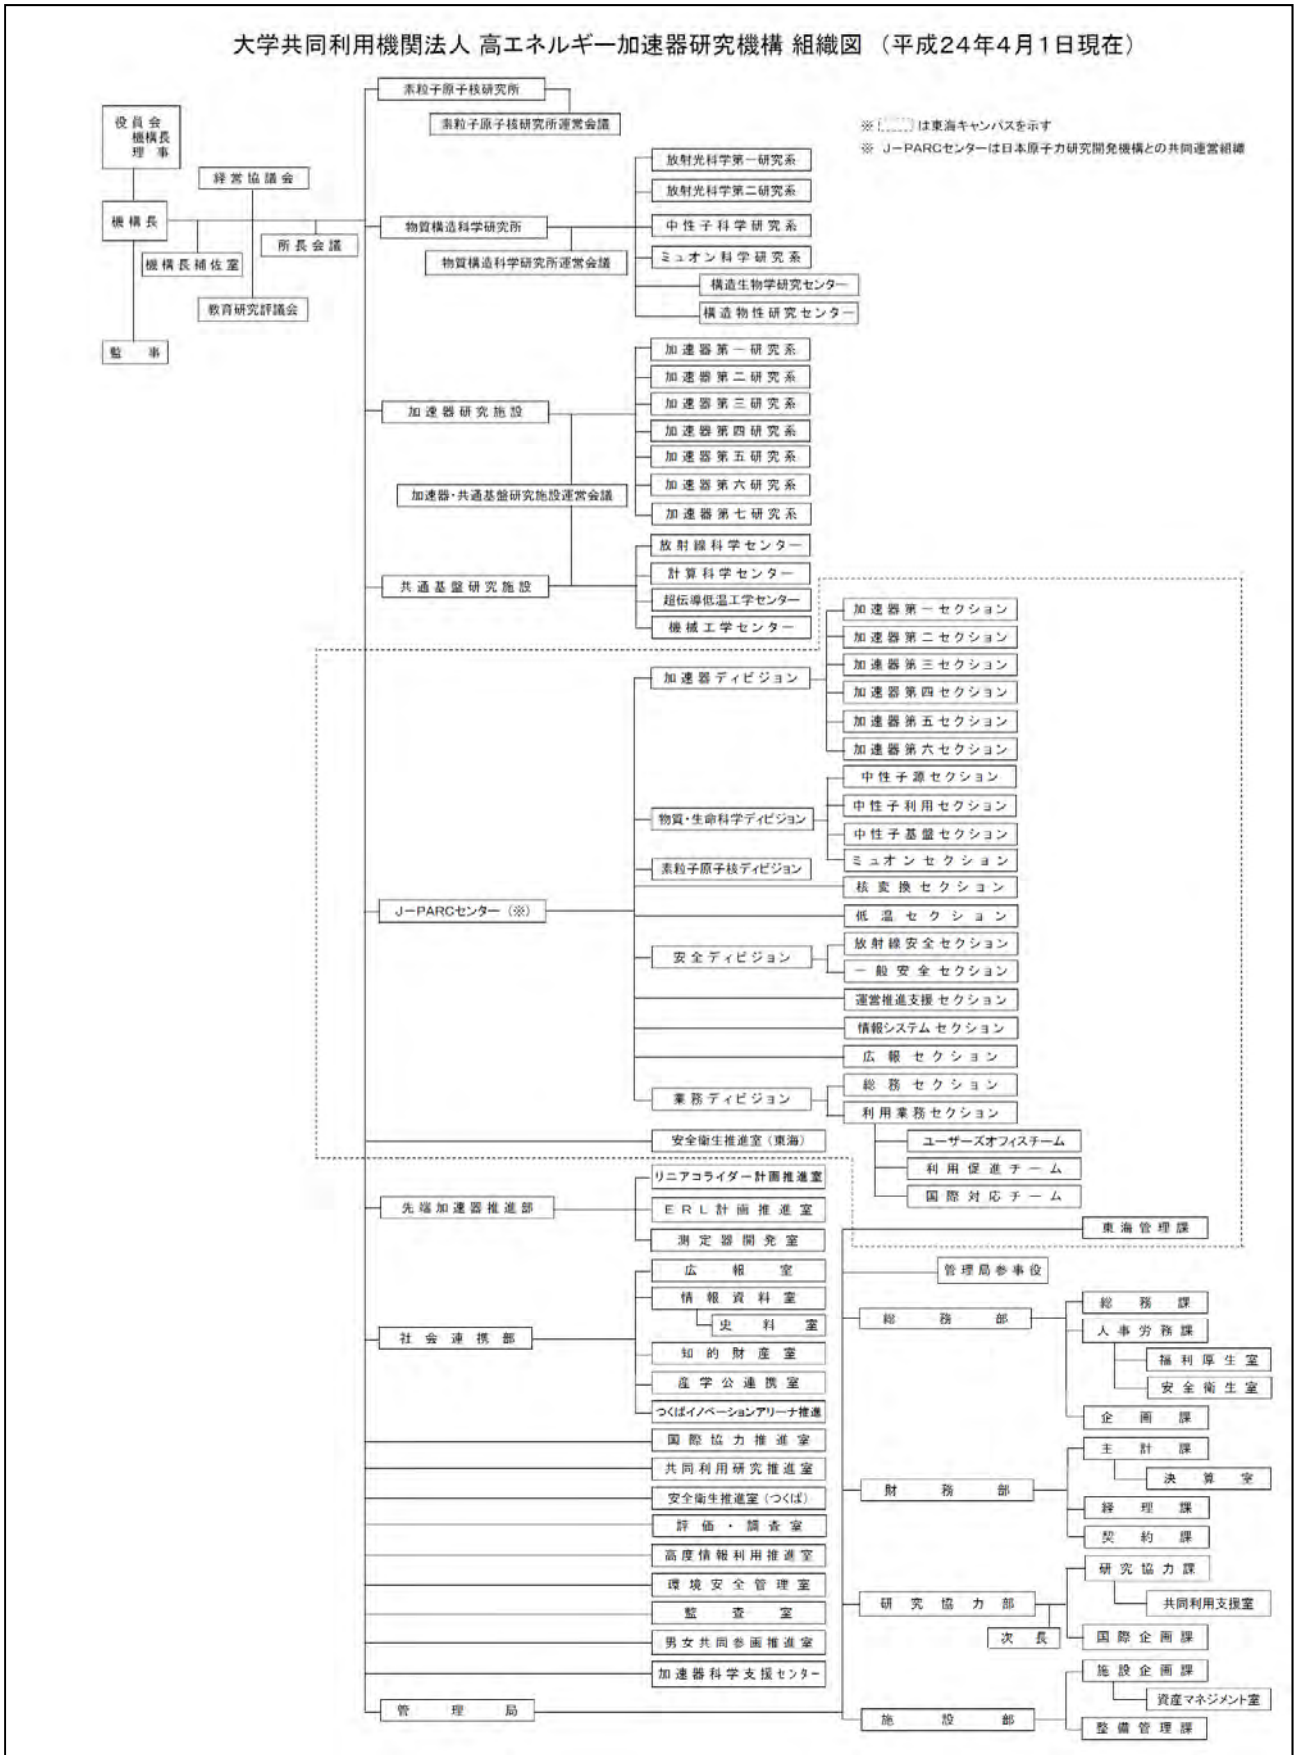 大学共同利用機関法人 高エネルギー加速器研究機構 組織図 （平成24年4月1日現在）
役員会
機構長
理 事
機構長
監 事
経営協議会
機構長補佐室
教育研究評議会
所長会議
※ は東海キャンパスを示す
※ J－PARCセンターは日本原子力研究開発機構との共同運営組織
素粒子原子核研究所
素粒子原子核研究所運営会議
物質構造科学研究所
物質構造科学研究所運営会議
放射光科学第一研究系
放射光科学第二研究系
中性子科学研究系
ミュオン科学研究系
構造生物学研究センター
構造物性研究センター
加速器研究施設
加速器第一研究系
加速器第二研究系
加速器第三研究系
加速器第四研究系
加速器第五研究系
加速器第六研究系
加速器第七研究系
加速器・共通基盤研究施設運営会議
共通基盤研究施設
放射線科学センター
計算科学センター
超伝導低温工学センター
機械工学センター
J－PARCセンター（※）
加速器ディビジョン
加速器第一セクション
加速器第二セクション
加速器第三セクション
加速器第四セクション
加速器第五セクション
加速器第六セクション
物質・生命科学ディビジョン
中性子源セクション
中性子利用セクション
中性子基盤セクション
ミュオンセクション
素粒子原子核ディビジョン
核変換セクション
低温セクション
安全ディビジョン
放射線安全セクション
一般安全セクション
運営推進支援セクション
情報システムセクション
広報セクション
業務ディビジョン
総務セクション
利用業務セクション
ユーザーズオフィスチーム
利用促進チーム
国際対応チーム
安全衛生推進室（東海）
先端加速器推進部
リニアコライダー計画推進室
ERL計画推進室
測定器開発室
社会連携部
広報室
情報資料室
史料室
知的財産室
産学公連携室
つくばイノベーションアリーナ推進
国際協力推進室
共同利用研究推進室
安全衛生推進室（つくば）
評価・調査室
高度情報利用推進室
環境安全管理室
監査室
男女共同参画推進室
加速器科学支援センター
管理局
東海管理課
管理局参事役
総務部
総務課
人事労務課
福利厚生室
安全衛生室
企画課
財務部
主計課
決算室
経理課
契約課
研究協力部
次長
研究協力課
共同利用支援室
国際企画課
施設部
施設企画課
資産マネジメント室
整備管理課